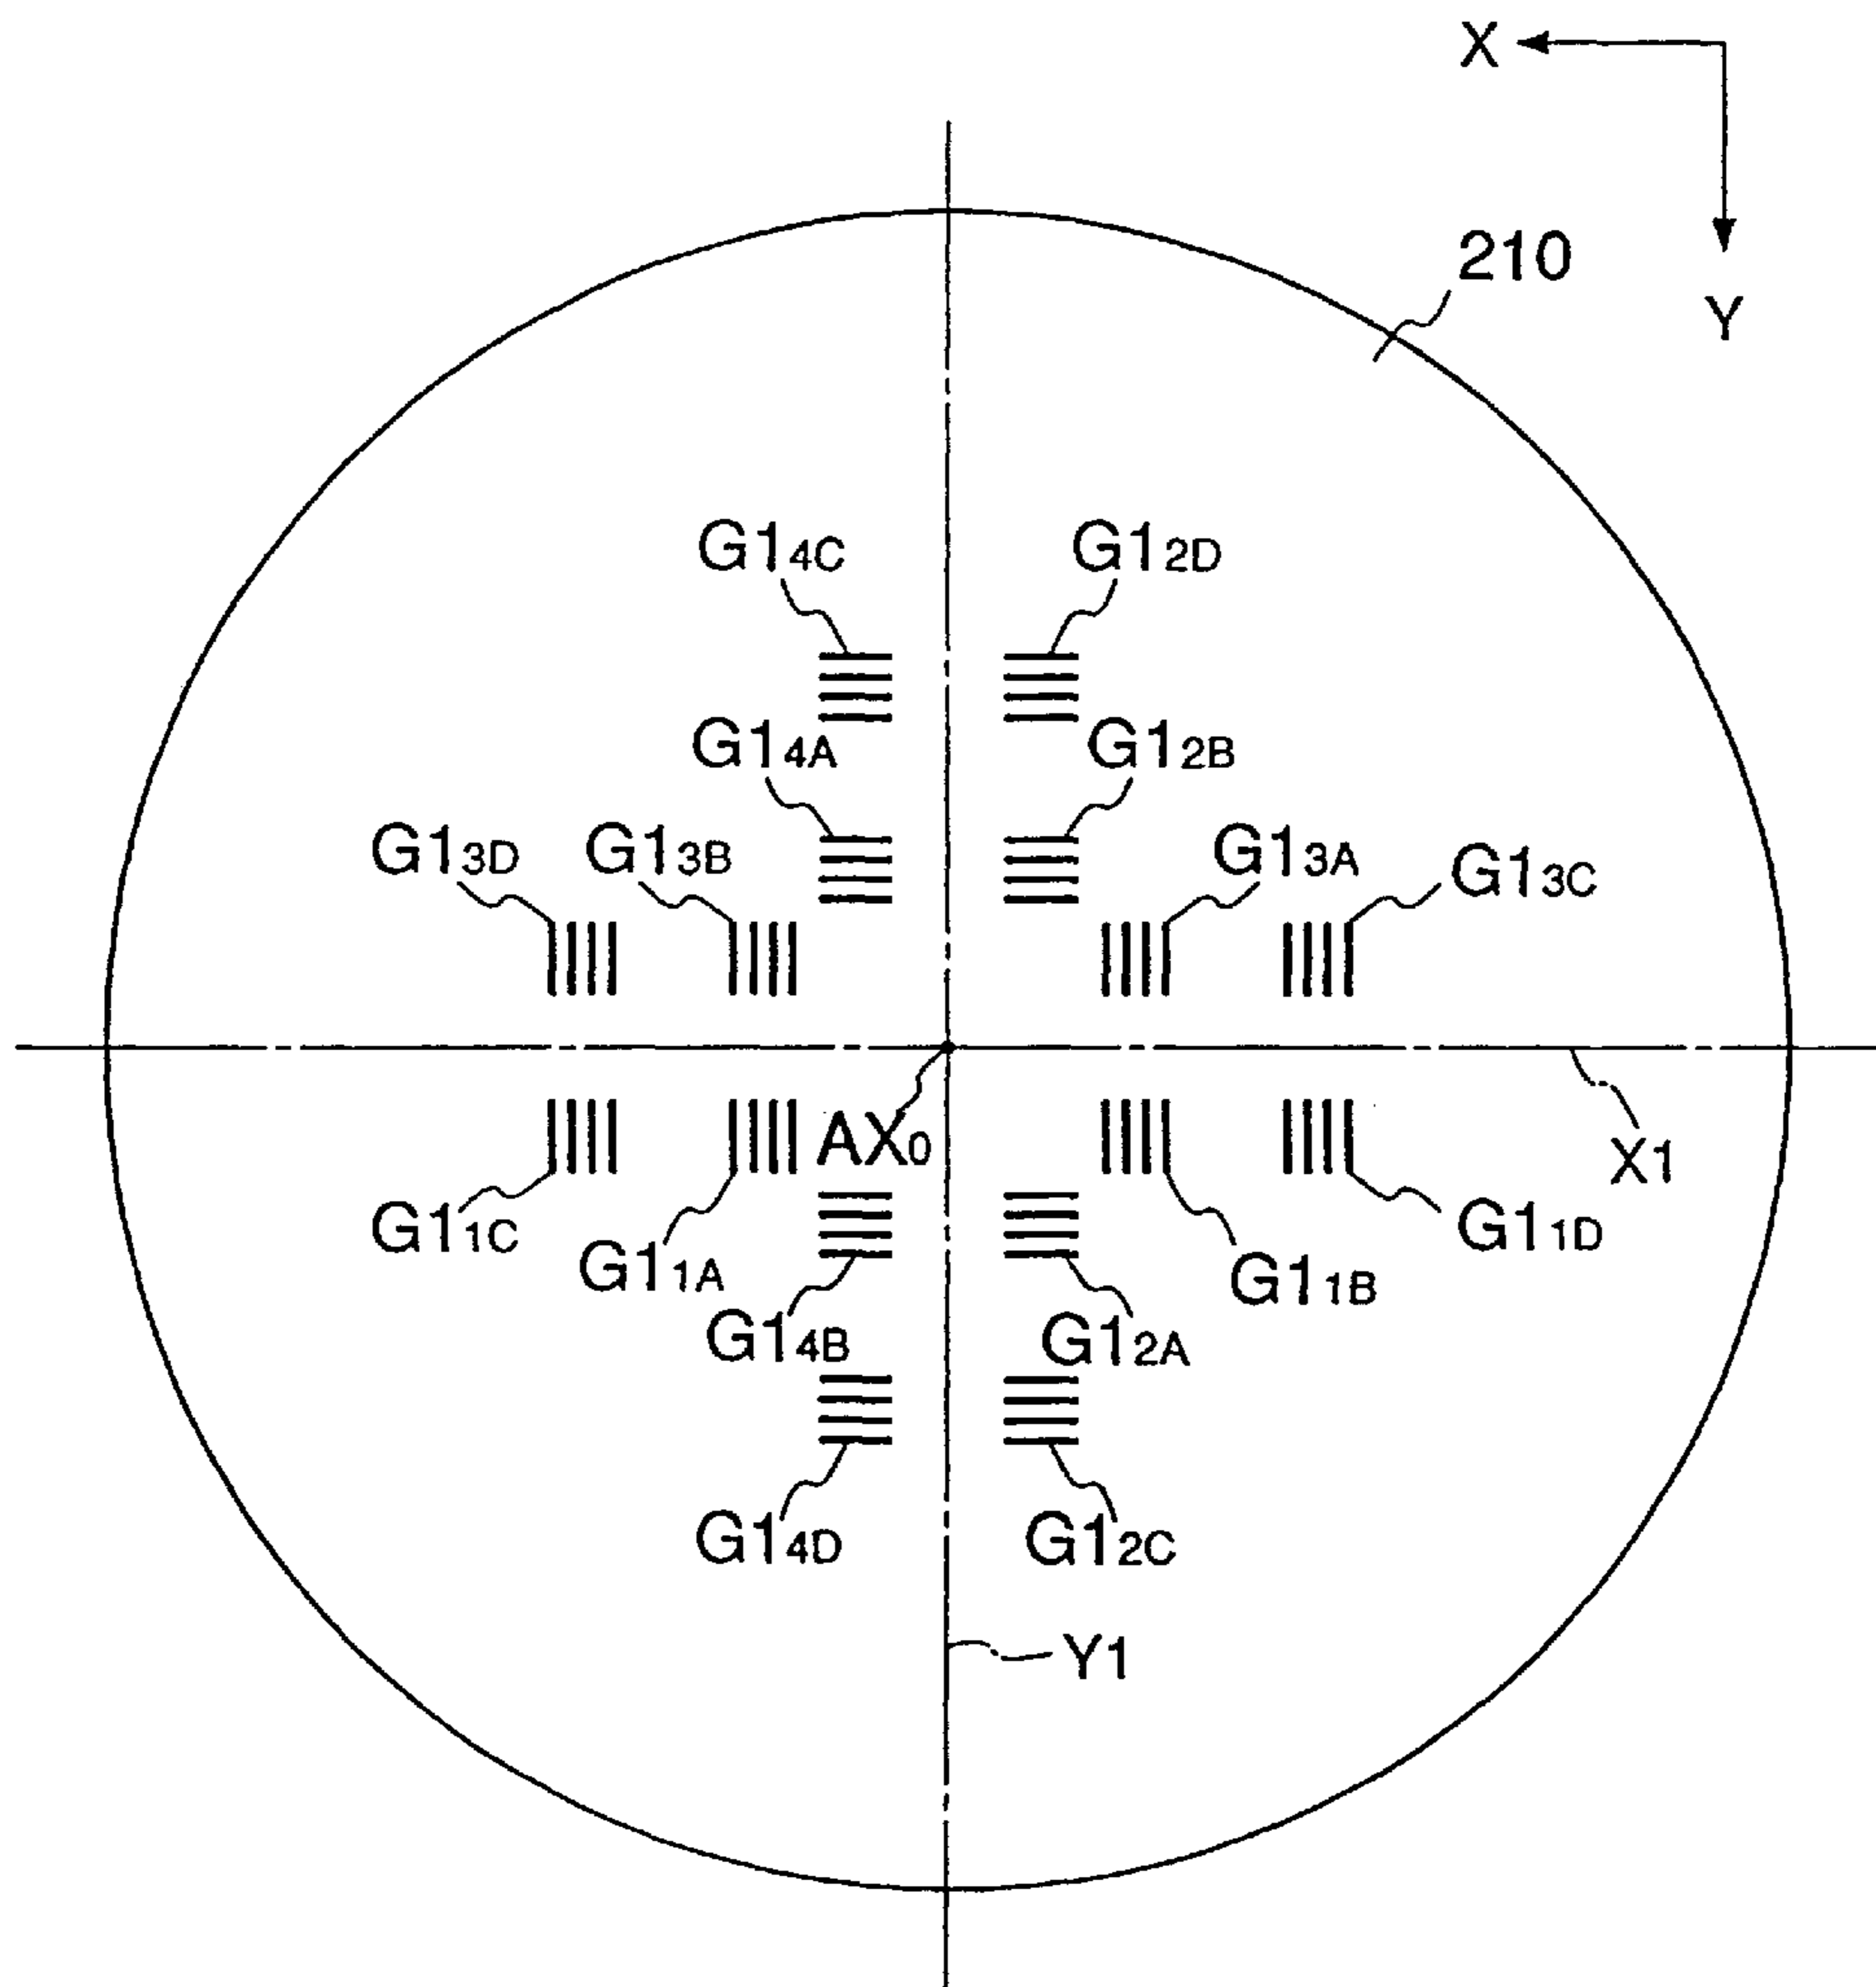 X
210
Y
G14C G12D
G14A G12B
G13D G13B G13A G13C
AX0
X1
G11C G11A G11B G11D
G14B G12A
G14D G12C
Y1